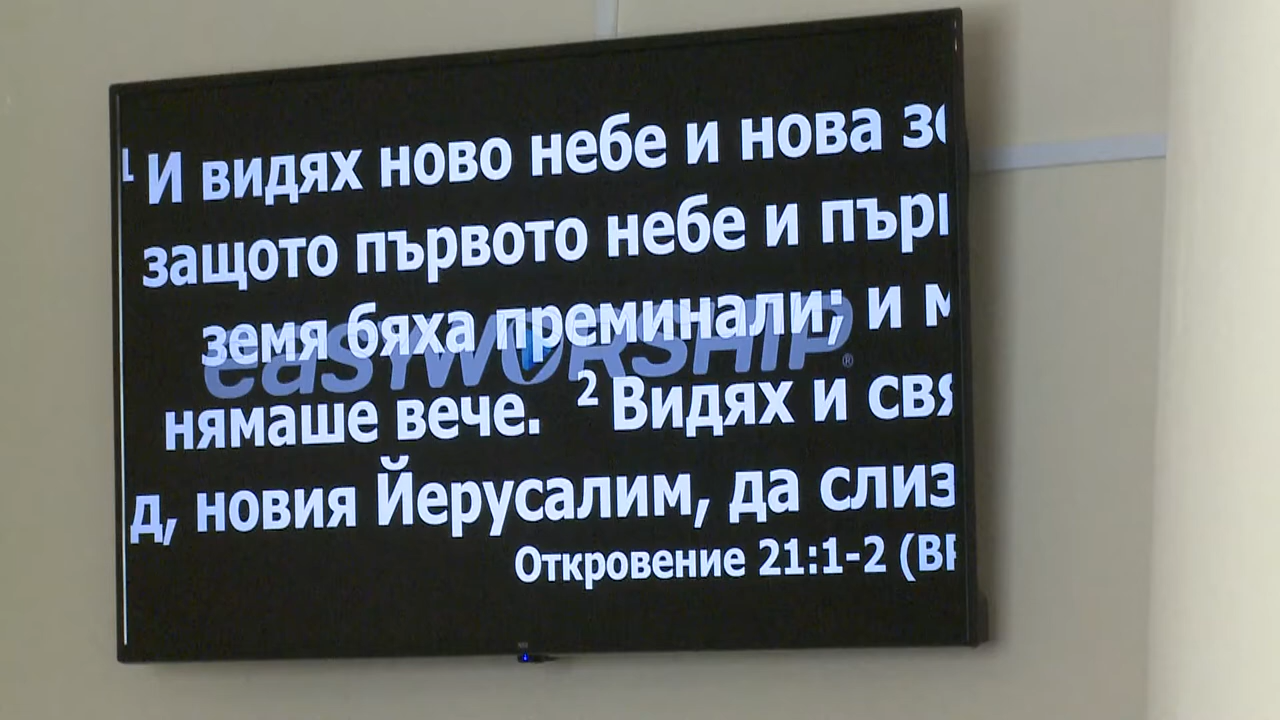 1 И видях ново небе и нова
защото първото небе и
земя бяха преминали; и
easyworship®
нямаше вече. 2 Видях и
д, новия Йерусалим, да
Откровение 21:1-2